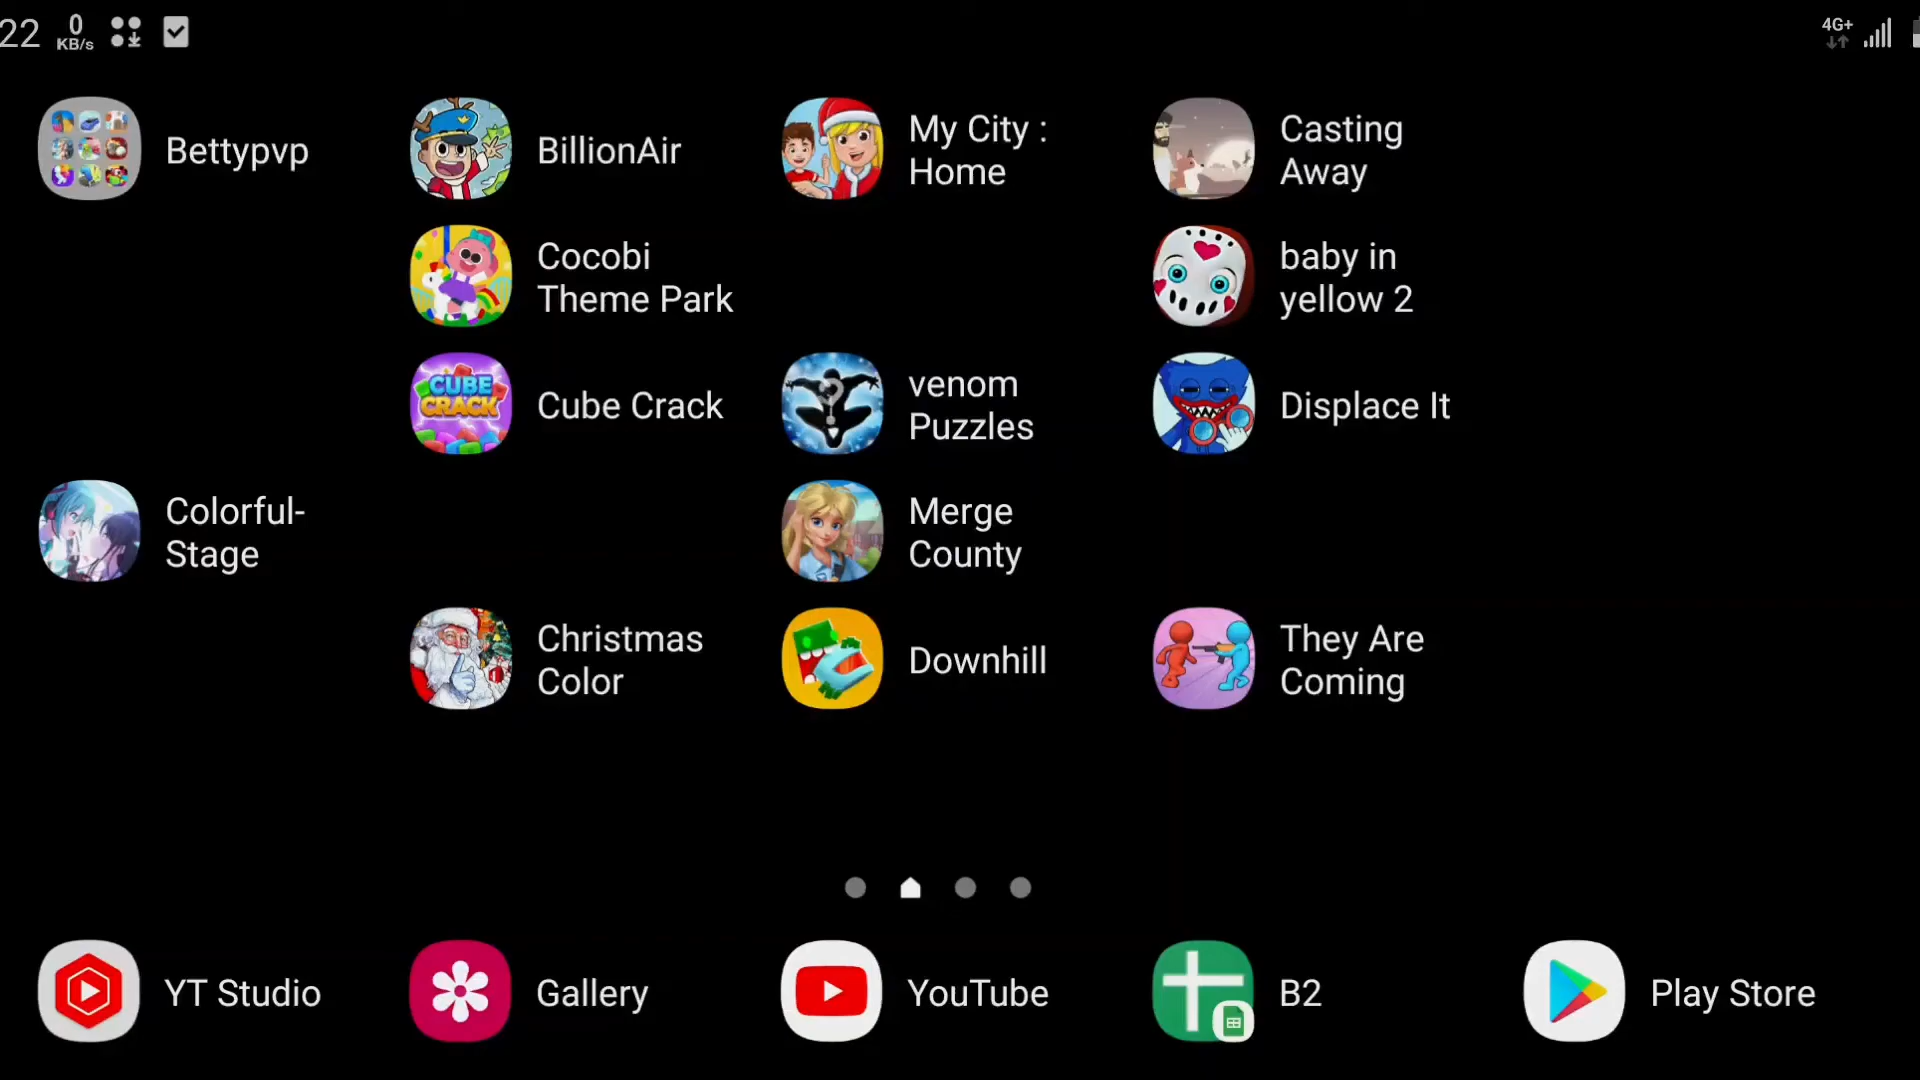 22 0 KB/s 4G+
Bettypvp
BillionAir
My City :
Home
Casting
Away
Cocobi
Theme Park
baby in
yellow 2
CUBE
CRACK
Cube Crack
venom
Puzzles
Displace It
Colorful-
Stage
Merge
County
Christmas
Color
Downhill
They Are
Coming
YT Studio
Gallery
YouTube
B2
Play Store